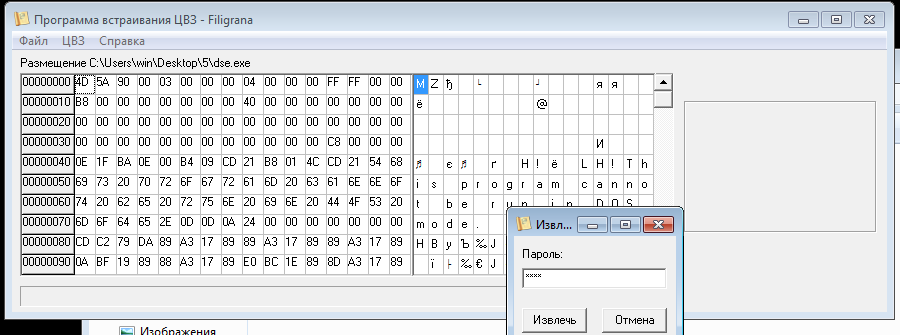 Программа встраивания ЦВЗ - Filigrana
Файл ЦВЗ Справка
Размещение C:\Users\win\Desktop\5\dse.exe
00000000 4D 5A 90 00 03 00 00 00 04 00 00 00 FF FF 00 00 M Z ђ └ ┘ я я
00000010 B8 00 00 00 00 00 00 00 40 00 00 00 00 00 00 00 ё @
00000020 00 00 00 00 00 00 00 00 00 00 00 00 00 00 00 00
00000030 00 00 00 00 00 00 00 00 00 00 00 00 C8 00 00 00 И
00000040 0E 1F BA 0E 00 B4 09 CD 21 B8 01 4C CD 21 54 68 ♬ є ♬ ґ Н ! ё L Н ! T h
00000050 69 73 20 70 72 6F 67 72 61 6D 20 63 61 6E 6E 6F i s p r o g r a m c a n n o
00000060 74 20 62 65 20 72 75 6E 20 69 6E 20 44 4F 53 20 t b e r u n i n D O S
00000070 6D 6F 64 65 2E 0D 0D 0A 24 00 00 00 00 00 00 00 m o d e .
00000080 CD C2 79 DA 89 A3 17 89 89 A3 17 89 89 A3 17 89 Н В y Ъ ‰ J
00000090 0A BF 19 89 88 A3 17 89 E0 BC 1E 89 8D A3 17 89 ї ├ ‰ € J
Извл...
Пароль:
****
Извлечь Отмена
Изображения